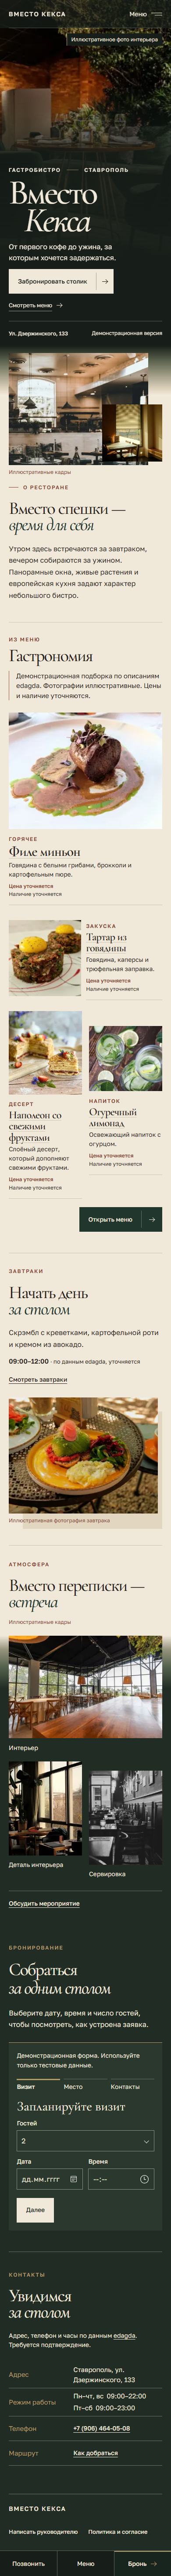 ВМЕСТО КЕКСА
Меню
Иллюстративное фото интерьера
ГАСТРОБИСТРО — СТАВРОПОЛЬ
Вместо
Кекса
От первого кофе до ужина, за
которым хочется задержаться.
Забронировать столик →
Смотреть меню →
Ул. Дзержинского, 133
Демонстрационная версия
Иллюстративные кадры
О РЕСТОРАНЕ
Вместо спешки —
время для себя
Утром здесь встречаются за завтраком,
вечером собираются за ужином.
Панорамные окна, живые растения и
европейская кухня задают характер
небольшого бистро.
ИЗ МЕНЮ
Гастрономия
Демонстрационная подборка по описаниям
edagda. Фотографии иллюстративные. Цены
и наличие уточняются.
ГОРЯЧЕЕ
Филе миньон
Говядина с белыми грибами, брокколи и
картофельным пюре.
Цена уточняется
Наличие уточняется
ЗАКУСКА
Тартар из
говядины
Говядина, каперсы и
трюфельная заправка.
Цена уточняется
Наличие уточняется
ДЕСЕРТ
Наполеон со
свежими
фруктами
Слоёный десерт,
который дополняют
свежими фруктами.
Цена уточняется
Наличие уточняется
НАПИТОК
Огуречный
лимонад
Освежающий напиток с
огурцом.
Цена уточняется
Наличие уточняется
Открыть меню →
ЗАВТРАКИ
Начать день
за столом
Скрэмбл с креветками, картофельной роти
и кремом из авокадо.
09:00–12:00 · по данным edagda, уточняется
Смотреть завтраки
Иллюстративная фотография завтрака
АТМОСФЕРА
Вместо переписки —
встреча
Иллюстративные кадры
Интерьер
Деталь интерьера
Сервировка
Обсудить мероприятие
БРОНИРОВАНИЕ
Собраться
за одним столом
Выберите дату, время и число гостей,
чтобы посмотреть, как устроена заявка.
Демонстрационная форма. Используйте
только тестовые данные.
Визит
Место
Контакты
Запланируйте визит
Гостей
2
Дата
Время
дд.мм.гггг
--:--
Далее
КОНТАКТЫ
Увидимся
за столом
Адрес, телефон и часы по данным edagda.
Требуется подтверждение.
Адрес
Ставрополь, ул.
Дзержинского, 133
Режим работы
Пн–чт, вс 09:00–22:00
Пт–сб 09:00–23:00
Телефон
+7 (906) 464-05-08
Маршрут
Как добраться
ВМЕСТО КЕКСА
Написать руководителю
Политика и согласие
Позвонить
Меню
Бронь →